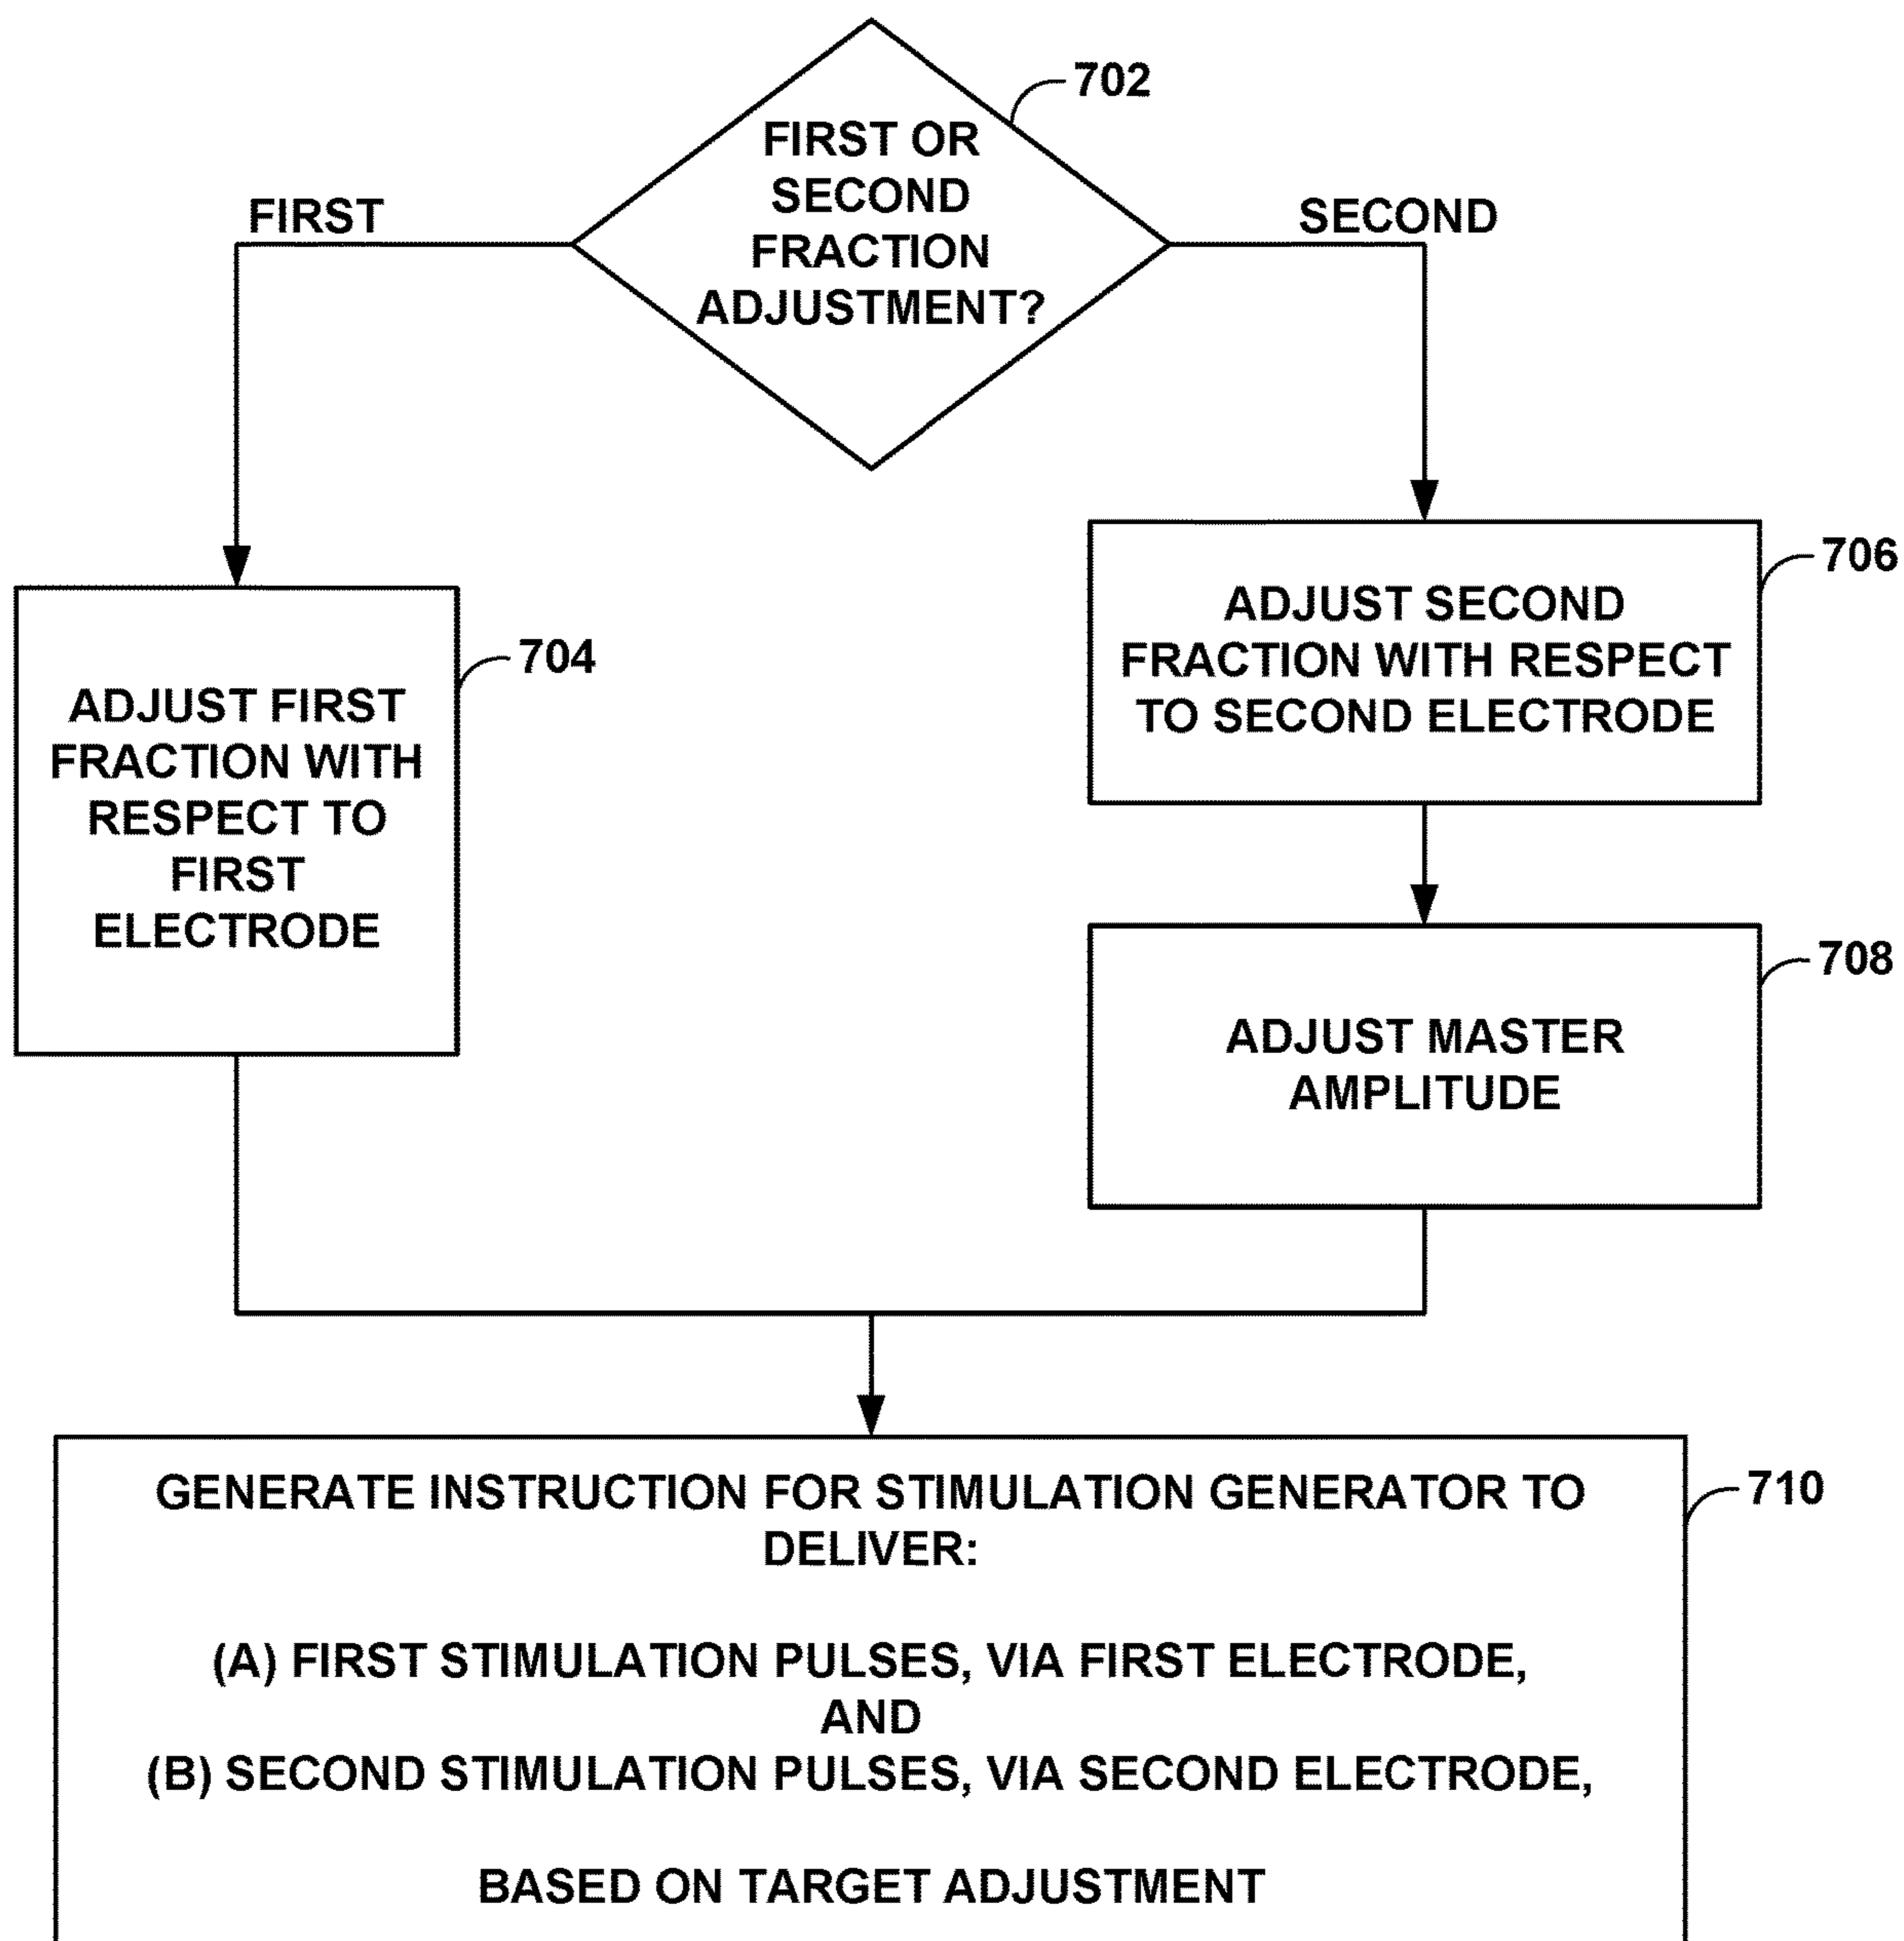 702
FIRST OR
SECOND
FRACTION
ADJUSTMENT?
FIRST
SECOND
704
ADJUST FIRST
FRACTION WITH
RESPECT TO
FIRST
ELECTRODE
706
ADJUST SECOND
FRACTION WITH RESPECT
TO SECOND ELECTRODE
708
ADJUST MASTER
AMPLITUDE
710
GENERATE INSTRUCTION FOR STIMULATION GENERATOR TO
DELIVER:
(A) FIRST STIMULATION PULSES, VIA FIRST ELECTRODE,
AND
(B) SECOND STIMULATION PULSES, VIA SECOND ELECTRODE,
BASED ON TARGET ADJUSTMENT